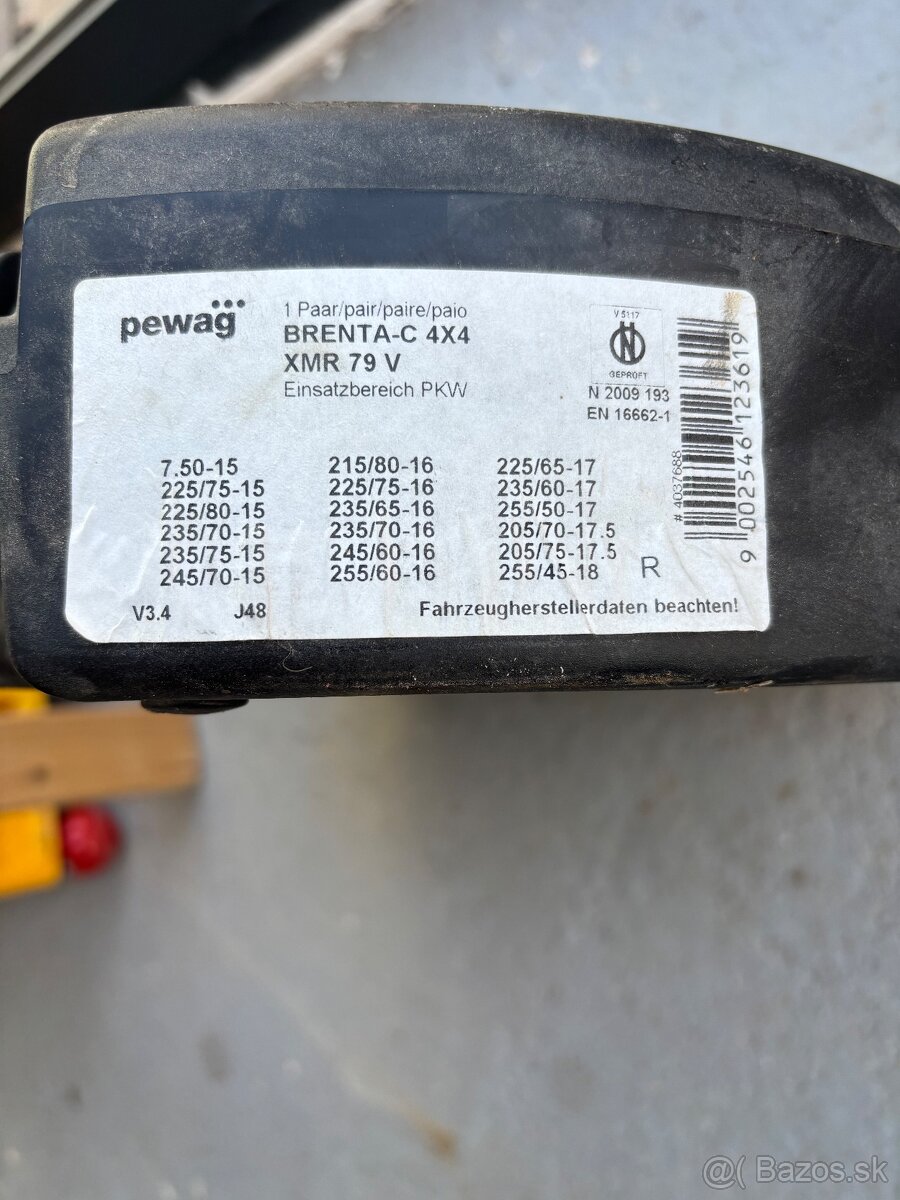 pewag
1 Paar/pair/paire/paio
BRENTA-C 4X4
XMR 79 V
Einsatzbereich PKW
V 5117
GEPRÜFT
N 2009 193
EN 16662-1
7.50-15
225/75-15
225/80-15
235/70-15
235/75-15
245/70-15
215/80-16
225/75-16
235/65-16
235/70-16
245/60-16
255/60-16
225/65-17
235/60-17
255/50-17
205/70-17.5
205/75-17.5
255/45-18
R
# 4037688
9 002546 123619
V3.4 J48 Fahrzeugherstellerdaten beachten!
@( Bazos.sk